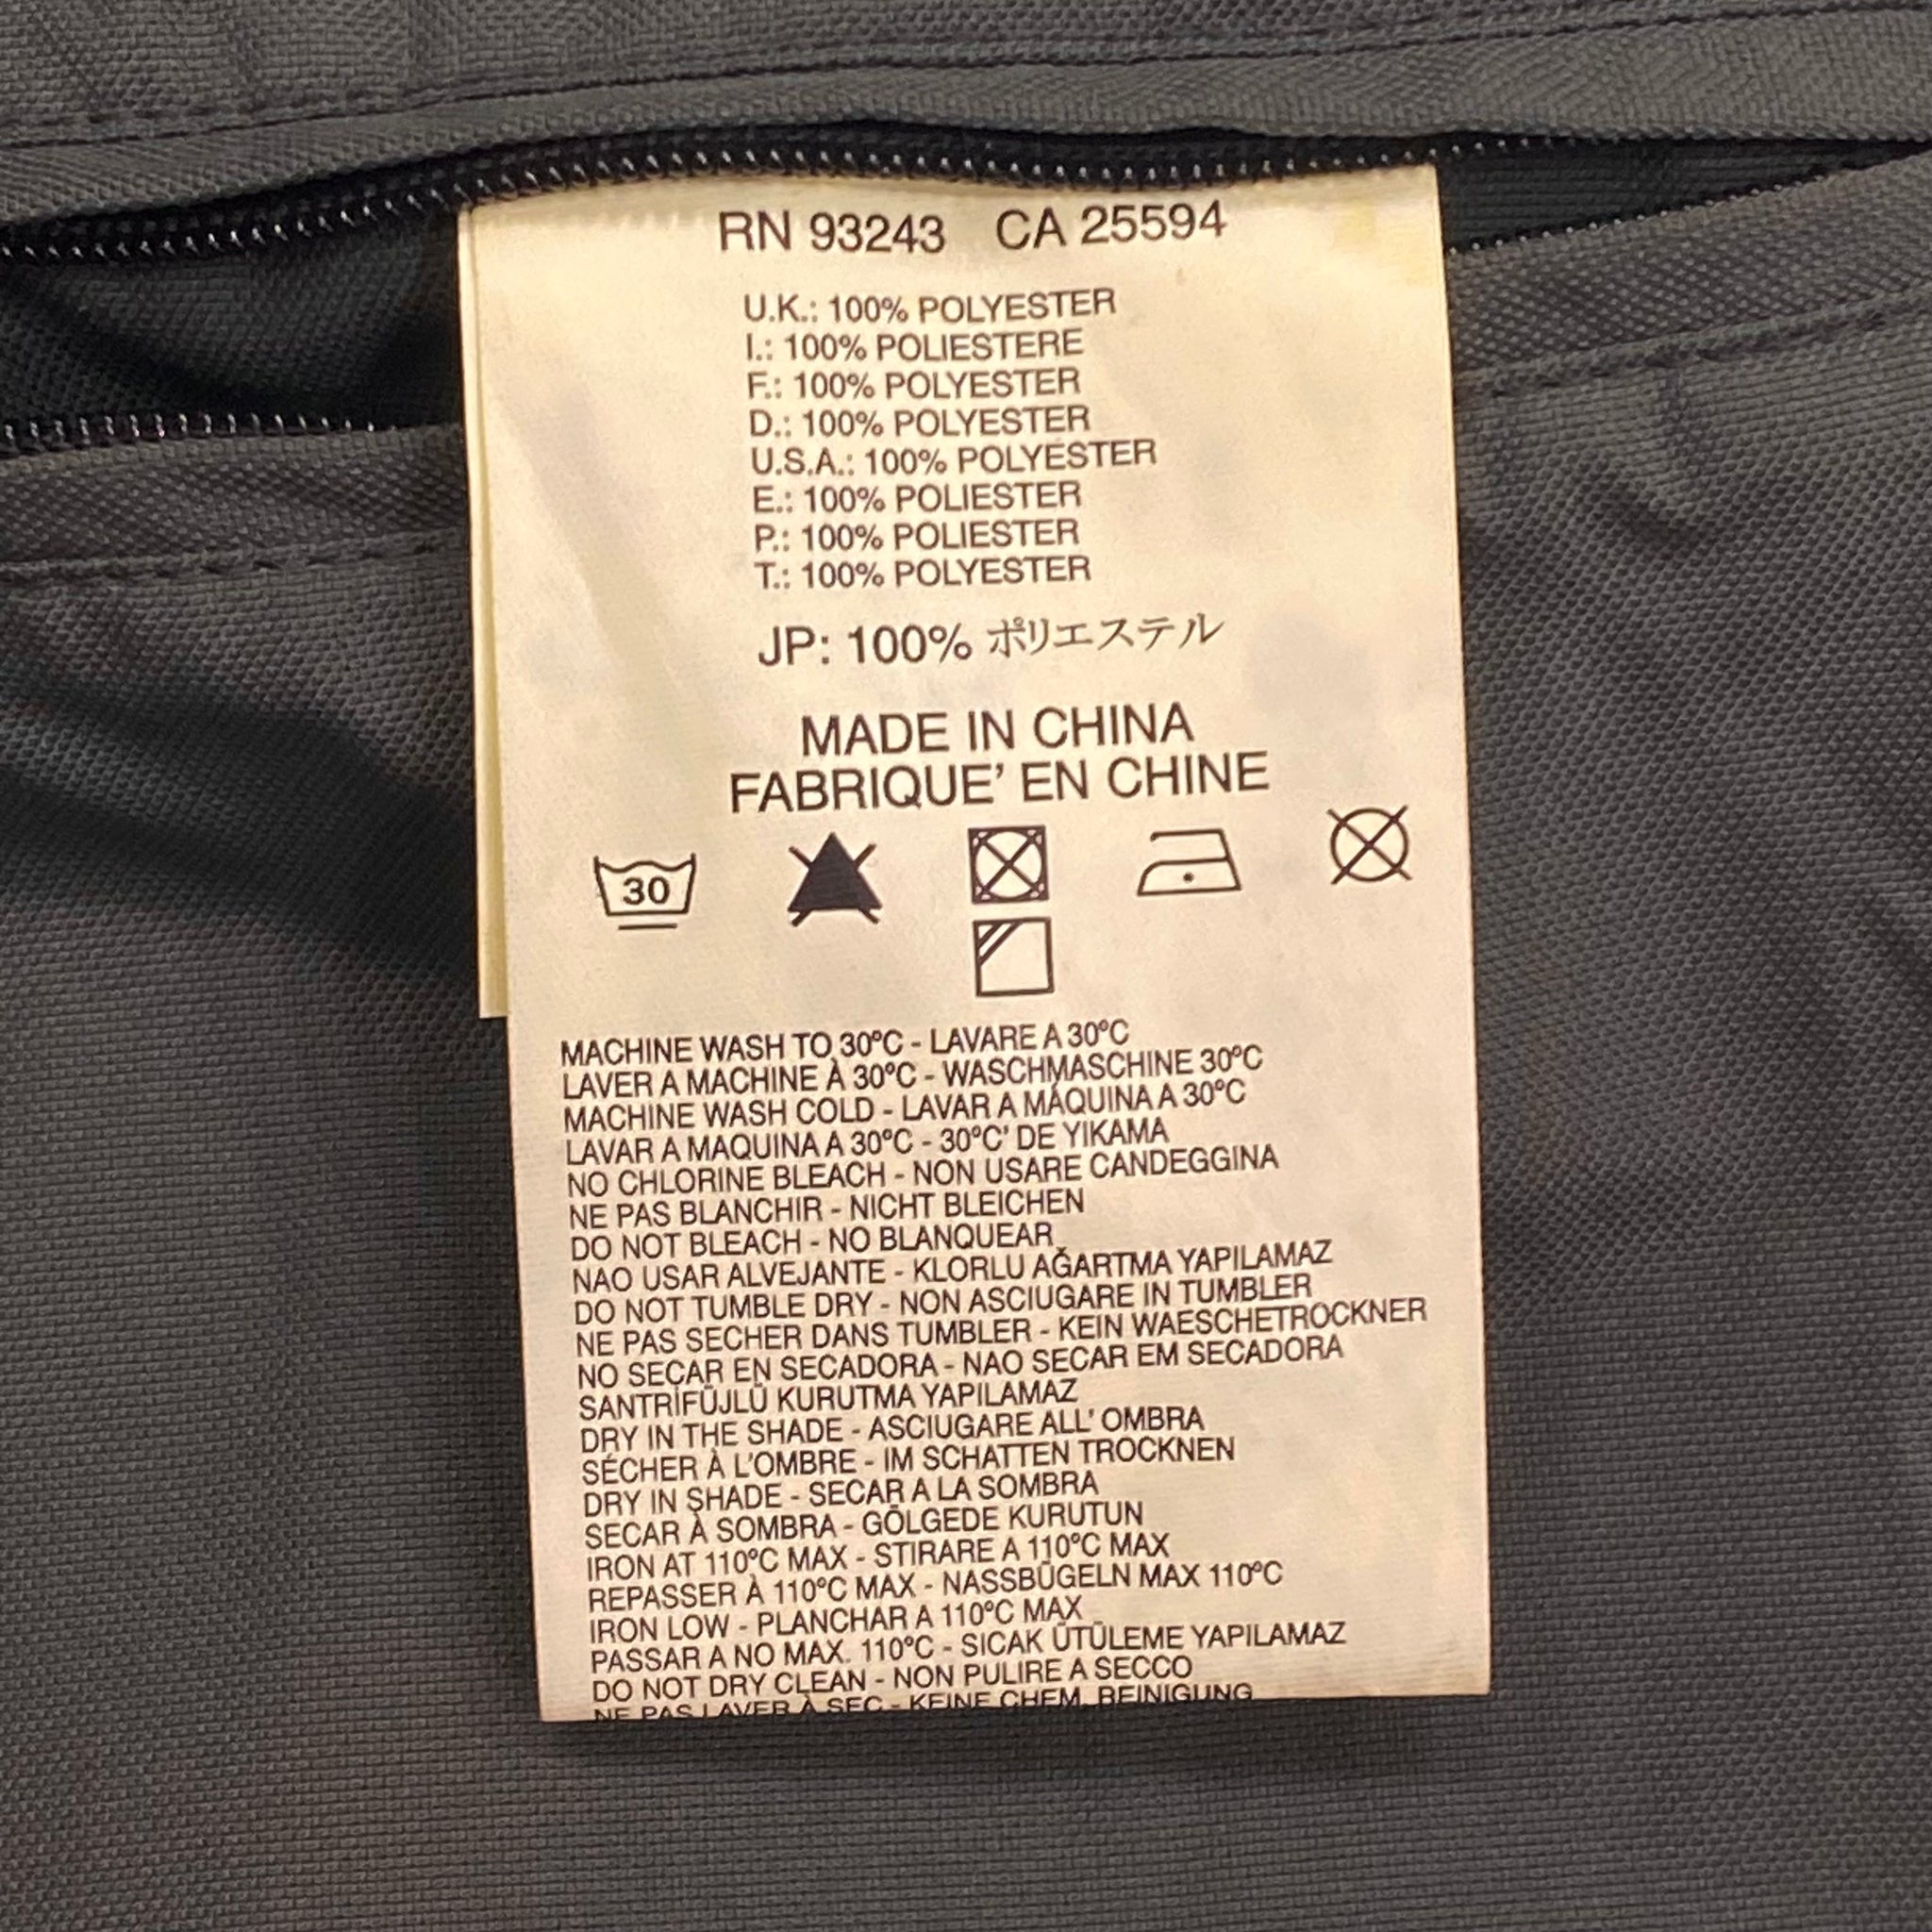 RN 93243 CA 25594
U.K.: 100% POLYESTER
I.: 100% POLIESTERE
F.: 100% POLYESTER
D.: 100% POLYESTER
U.S.A.: 100% POLYESTER
E.: 100% POLIESTER
P.: 100% POLIESTER
T.: 100% POLYESTER
JP: 100% ポリエステル
MADE IN CHINA
FABRIQUE' EN CHINE
30
MACHINE WASH TO 30°C - LAVARE A 30°C
LAVER A MACHINE À 30°C - WASCHMASCHINE 30°C
MACHINE WASH COLD - LAVAR A MÁQUINA A 30°C
LAVAR A MAQUINA A 30°C - 30°C' DE YIKAMA
NO CHLORINE BLEACH - NON USARE CANDEGGINA
NE PAS BLANCHIR - NICHT BLEICHEN
DO NOT BLEACH - NO BLANQUEAR
NAO USAR ALVEJANTE - KLORLU AĞARTMA YAPILAMAZ
DO NOT TUMBLE DRY - NON ASCIUGARE IN TUMBLER
NE PAS SECHER DANS TUMBLER - KEIN WAESCHETROCKNER
NO SECAR EN SECADORA - NAO SECAR EM SECADORA
SANTRİFÜJLÜ KURUTMA YAPILAMAZ
DRY IN THE SHADE - ASCIUGARE ALL' OMBRA
SÉCHER À L'OMBRE - IM SCHATTEN TROCKNEN
DRY IN SHADE - SECAR A LA SOMBRA
SECAR À SOMBRA - GÖLGEDE KURUTUN
IRON AT 110°C MAX - STIRARE A 110°C MAX
REPASSER À 110°C MAX - NASSBÜGELN MAX 110°C
IRON LOW - PLANCHAR A 110°C MAX
PASSAR A NO MAX. 110°C - SICAK ÜTÜLEME YAPILAMAZ
DO NOT DRY CLEAN - NON PULIRE A SECCO
NE PAS LAVER À SEC - KEINE CHEM. REINIGUNG